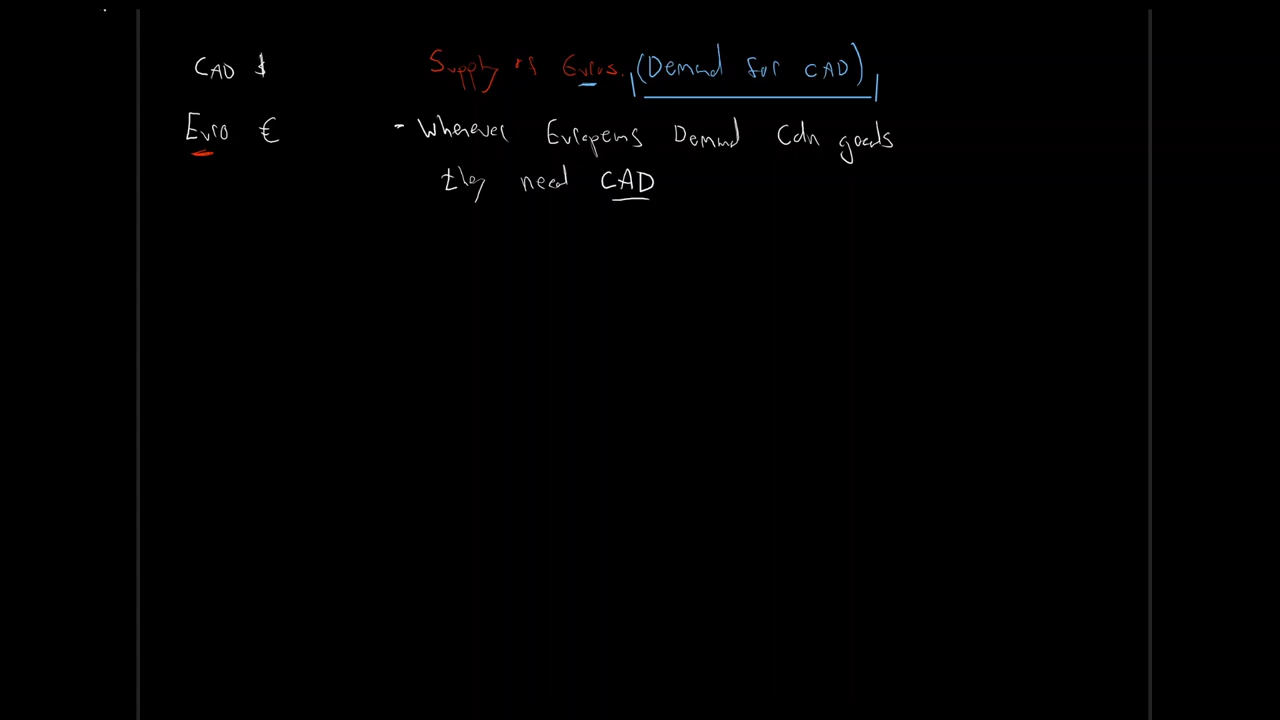 CAD $
Supply of Euros. (Demand for CAD)
Euro €
- Whenever Europeans Demand Cdn goods
they need CAD